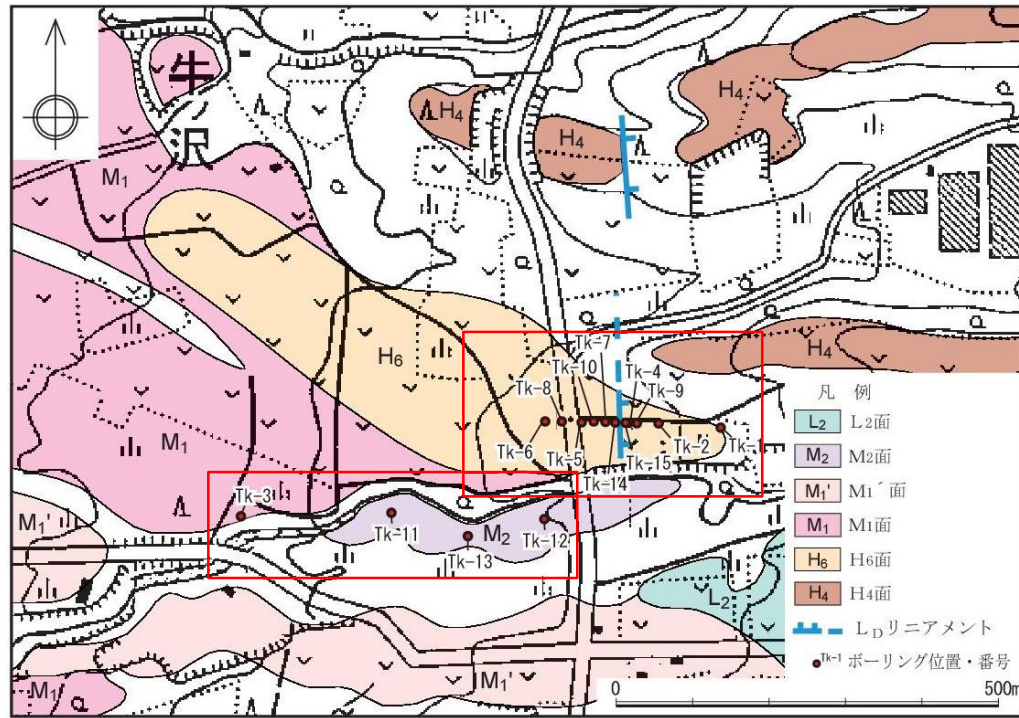 牛ノ沢
H4
H4
H4
M1
H6
H4
Tk-7
Tk-10
Tk-4
Tk-8
Tk-9
Tk-6
Tk-5
Tk-14
Tk-15
Tk-2
Tk-1
M1
Tk-3
M1'
Tk-11
M2
Tk-12
Tk-13
L2
M1
M1'
凡 例
L2 L2面
M2 M2面
M1' M1´面
M1 M1面
H6 H6面
H4 H4面
LDリニアメント
Tk-1 ボーリング位置・番号
0 500m